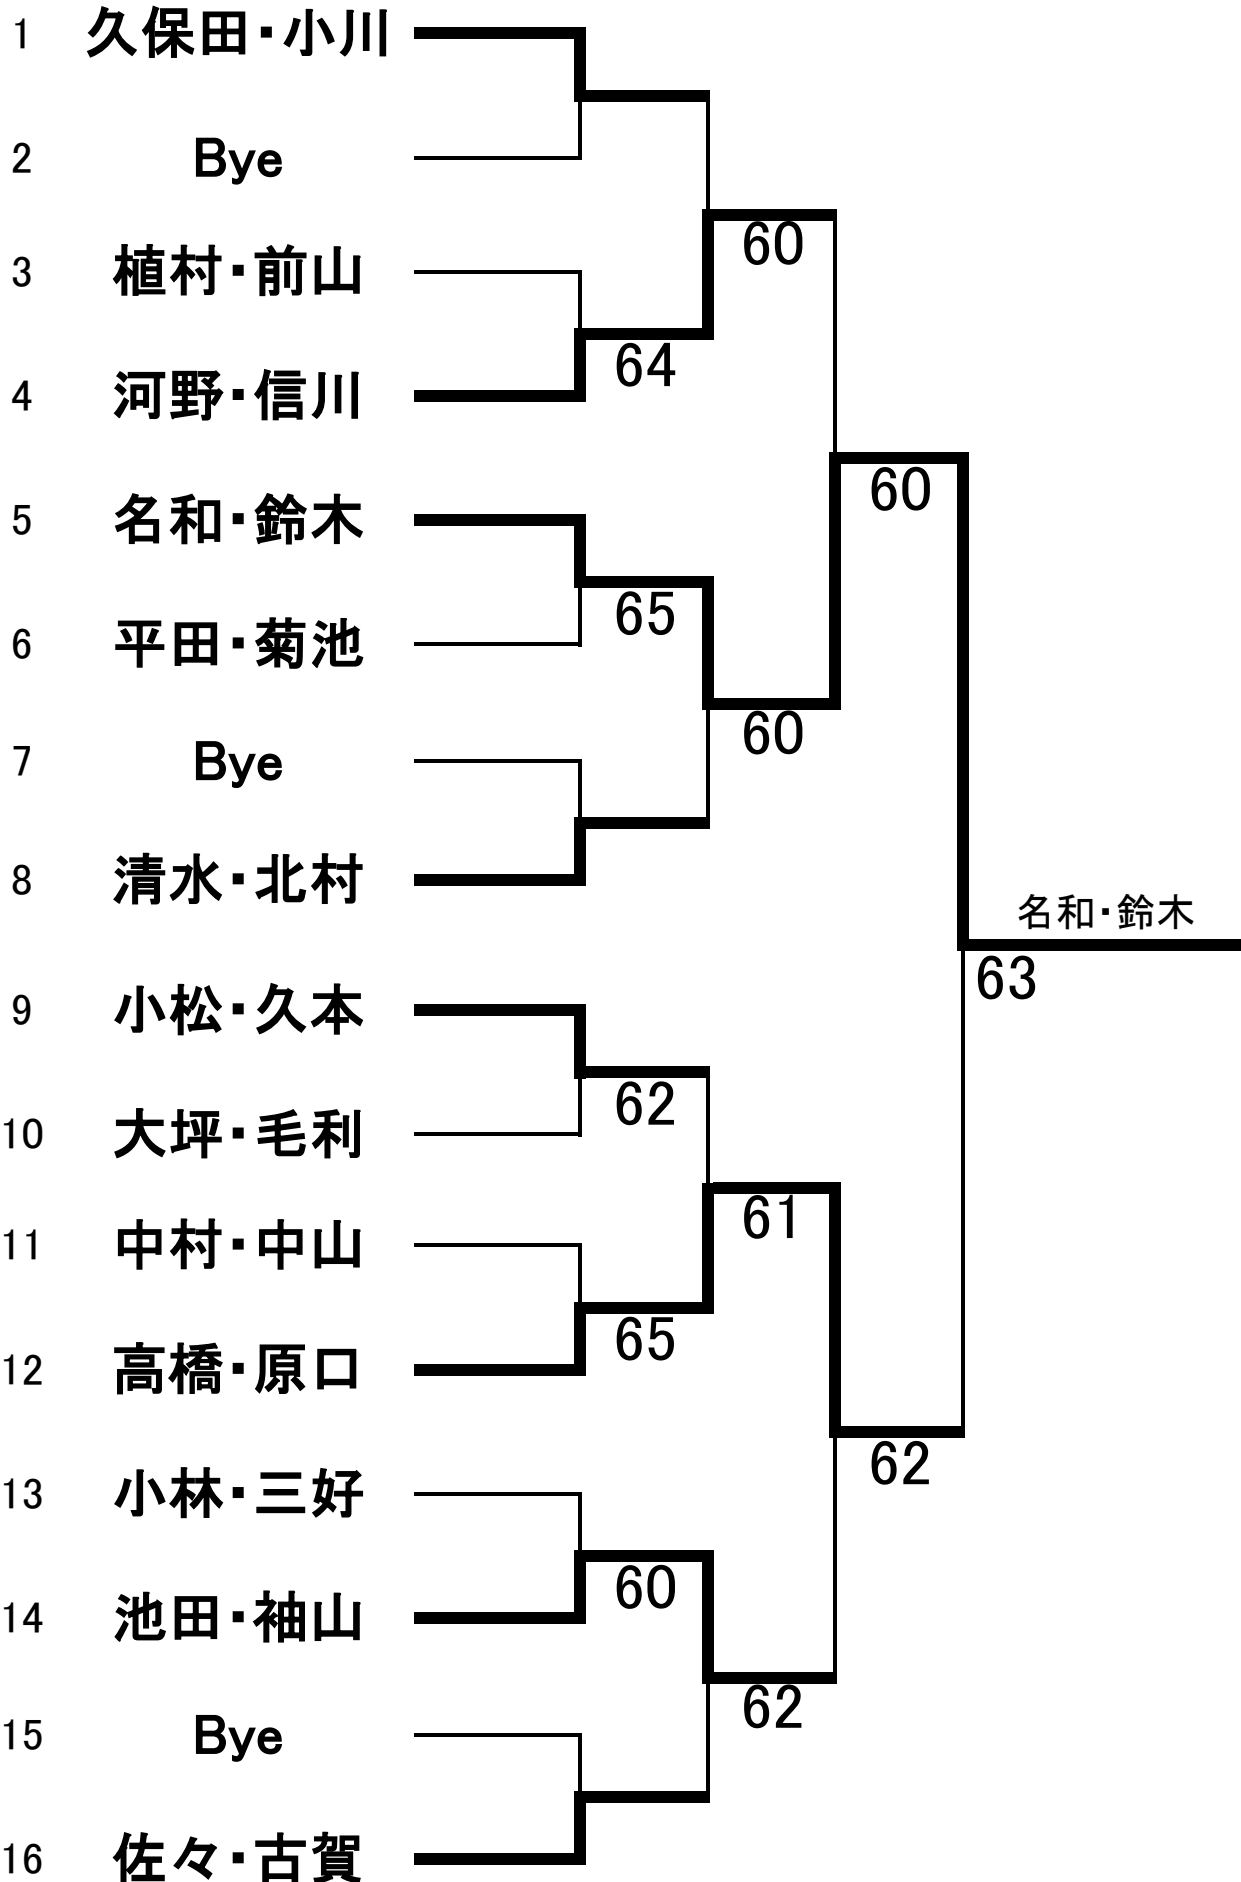 1 久保田・小川
2 Bye
60
3 植村・前山
64
4 河野・信川
60
5 名和・鈴木
65
6 平田・菊池
60
7 Bye
8 清水・北村
名和・鈴木
63
9 小松・久本
62
10 大坪・毛利
61
11 中村・中山
65
12 高橋・原口
62
13 小林・三好
60
14 池田・袖山
62
15 Bye
16 佐々・古賀